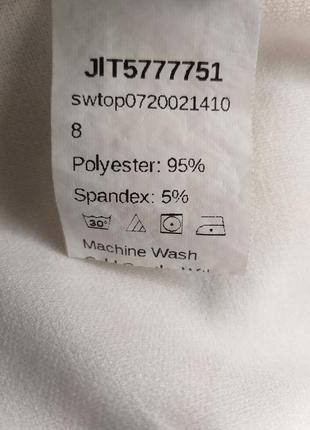 JIT5777751
swtop0720021410
8
Polyester: 95%
Spandex: 5%
30°
Machine Wash